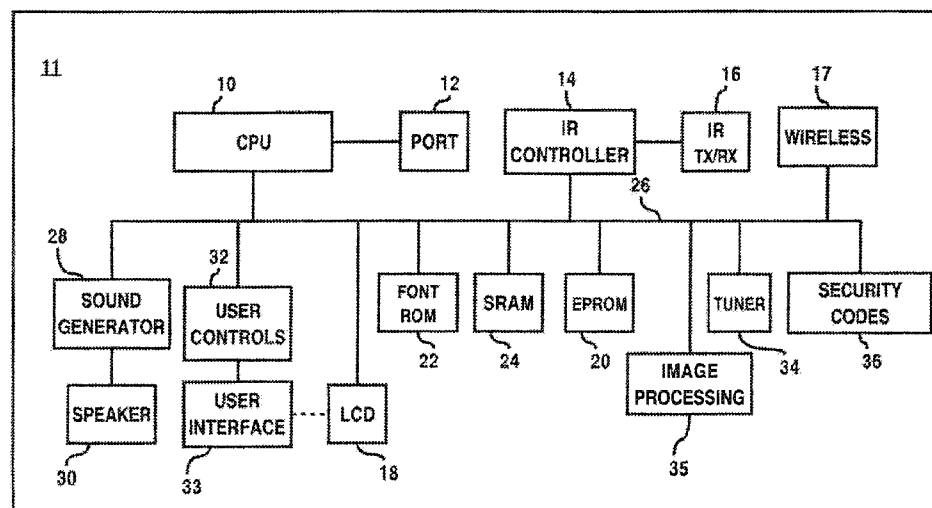 11
10
12
14
16
17
CPU
PORT
IR
CONTROLLER
IR
TX/RX
WIRELESS
26
28
32
SOUND
GENERATOR
USER
CONTROLS
FONT
ROM
SRAM
EPROM
TUNER
SECURITY
CODES
22
24
20
34
36
SPEAKER
USER
INTERFACE
LCD
IMAGE
PROCESSING
30
33
18
35